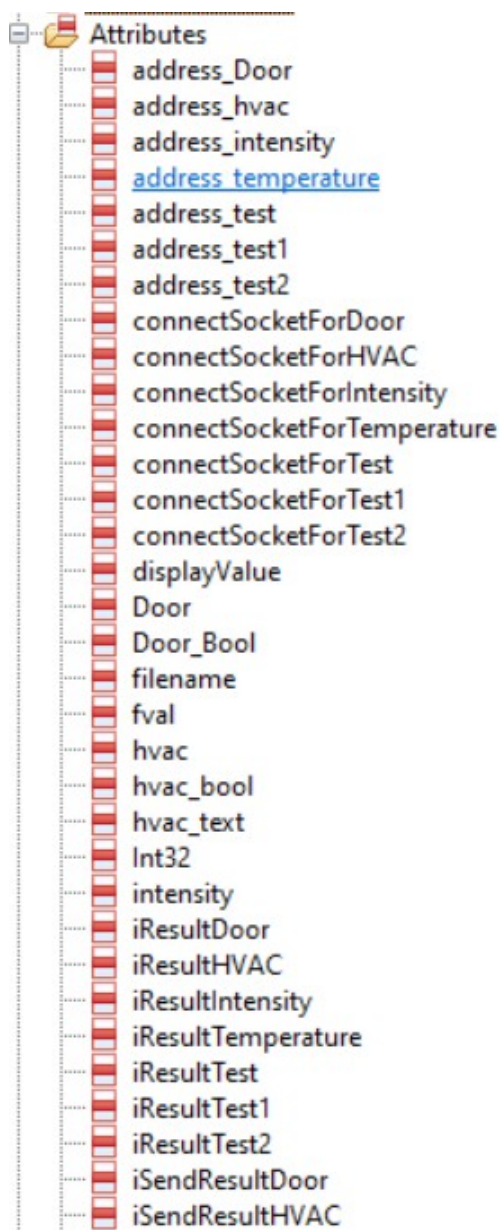 Attributes
address_Door
address_hvac
address_intensity
address_temperature
address_test
address_test1
address_test2
connectSocketForDoor
connectSocketForHVAC
connectSocketForIntensity
connectSocketForTemperature
connectSocketForTest
connectSocketForTest1
connectSocketForTest2
displayValue
Door
Door_Bool
filename
fval
hvac
hvac_bool
hvac_text
Int32
intensity
iResultDoor
iResultHVAC
iResultIntensity
iResultTemperature
iResultTest
iResultTest1
iResultTest2
iSendResultDoor
iSendResultHVAC